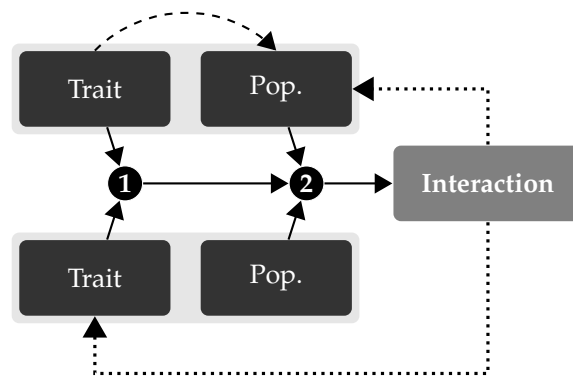 Trait
Pop.
1
2
Interaction
Trait
Pop.